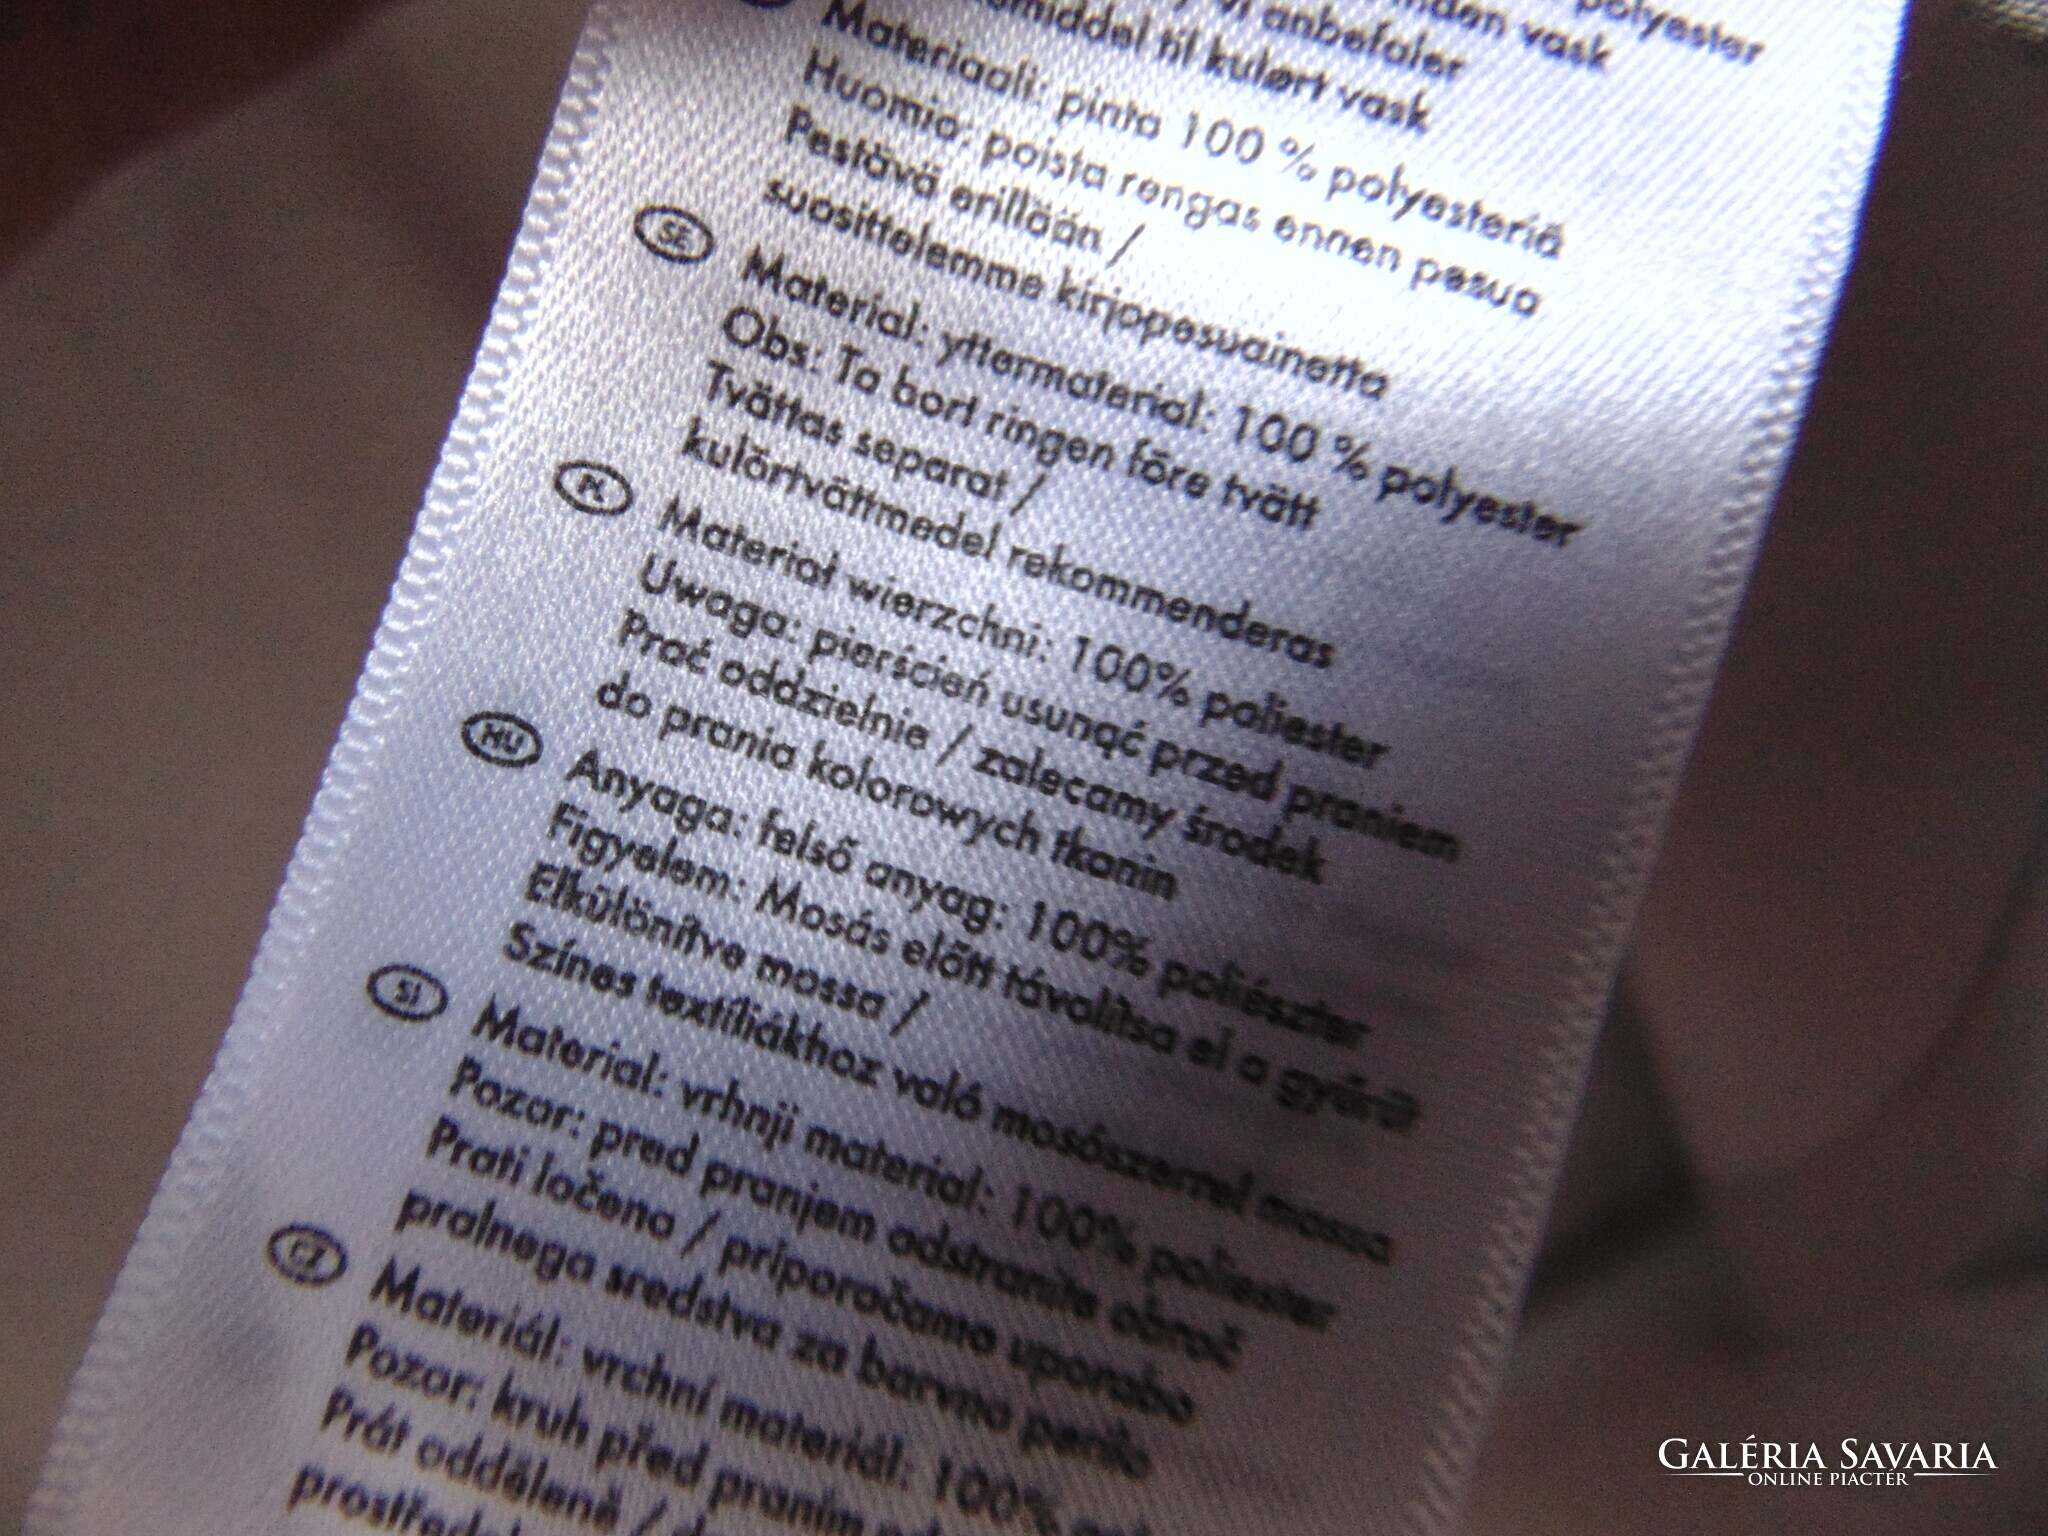 polyester
vask
vi anbefaler
til kulørt vask
Materiaali: pinta 100 % polyesteriä
Huomio: poista rengas ennen pesua
Pestävä erillään /
suosittelemme kirjopesuainetta
SE Material: yttermaterial: 100 % polyester
Obs: Ta bort ringen före tvätt
Tvättas separat /
kulörtvättmedel rekommenderas
PL Materiał wierzchni: 100% poliester
Uwaga: pierścień usunąć przed praniem
Prać oddzielnie / zalecamy środek
do prania kolorowych tkanin
HU Anyaga: felső anyag: 100% poliészter
Figyelem: Mosás előtt távolítsa el a gyűrűt
Elkülönítve mossa /
Színes textíliákhoz való mosószerrel mossa
SI Material: vrhnji material: 100% poliester
Pozor: pred pranjem odstranite obroč
Prati ločeno / priporočamo uporabo
pralnega sredstva za barvno perilo
CZ Materiál: vrchní materiál: 100%
Pozor: kruh před praním
Prát odděleně /
GALÉRIA SAVARIA
ONLINE PIACTÉR